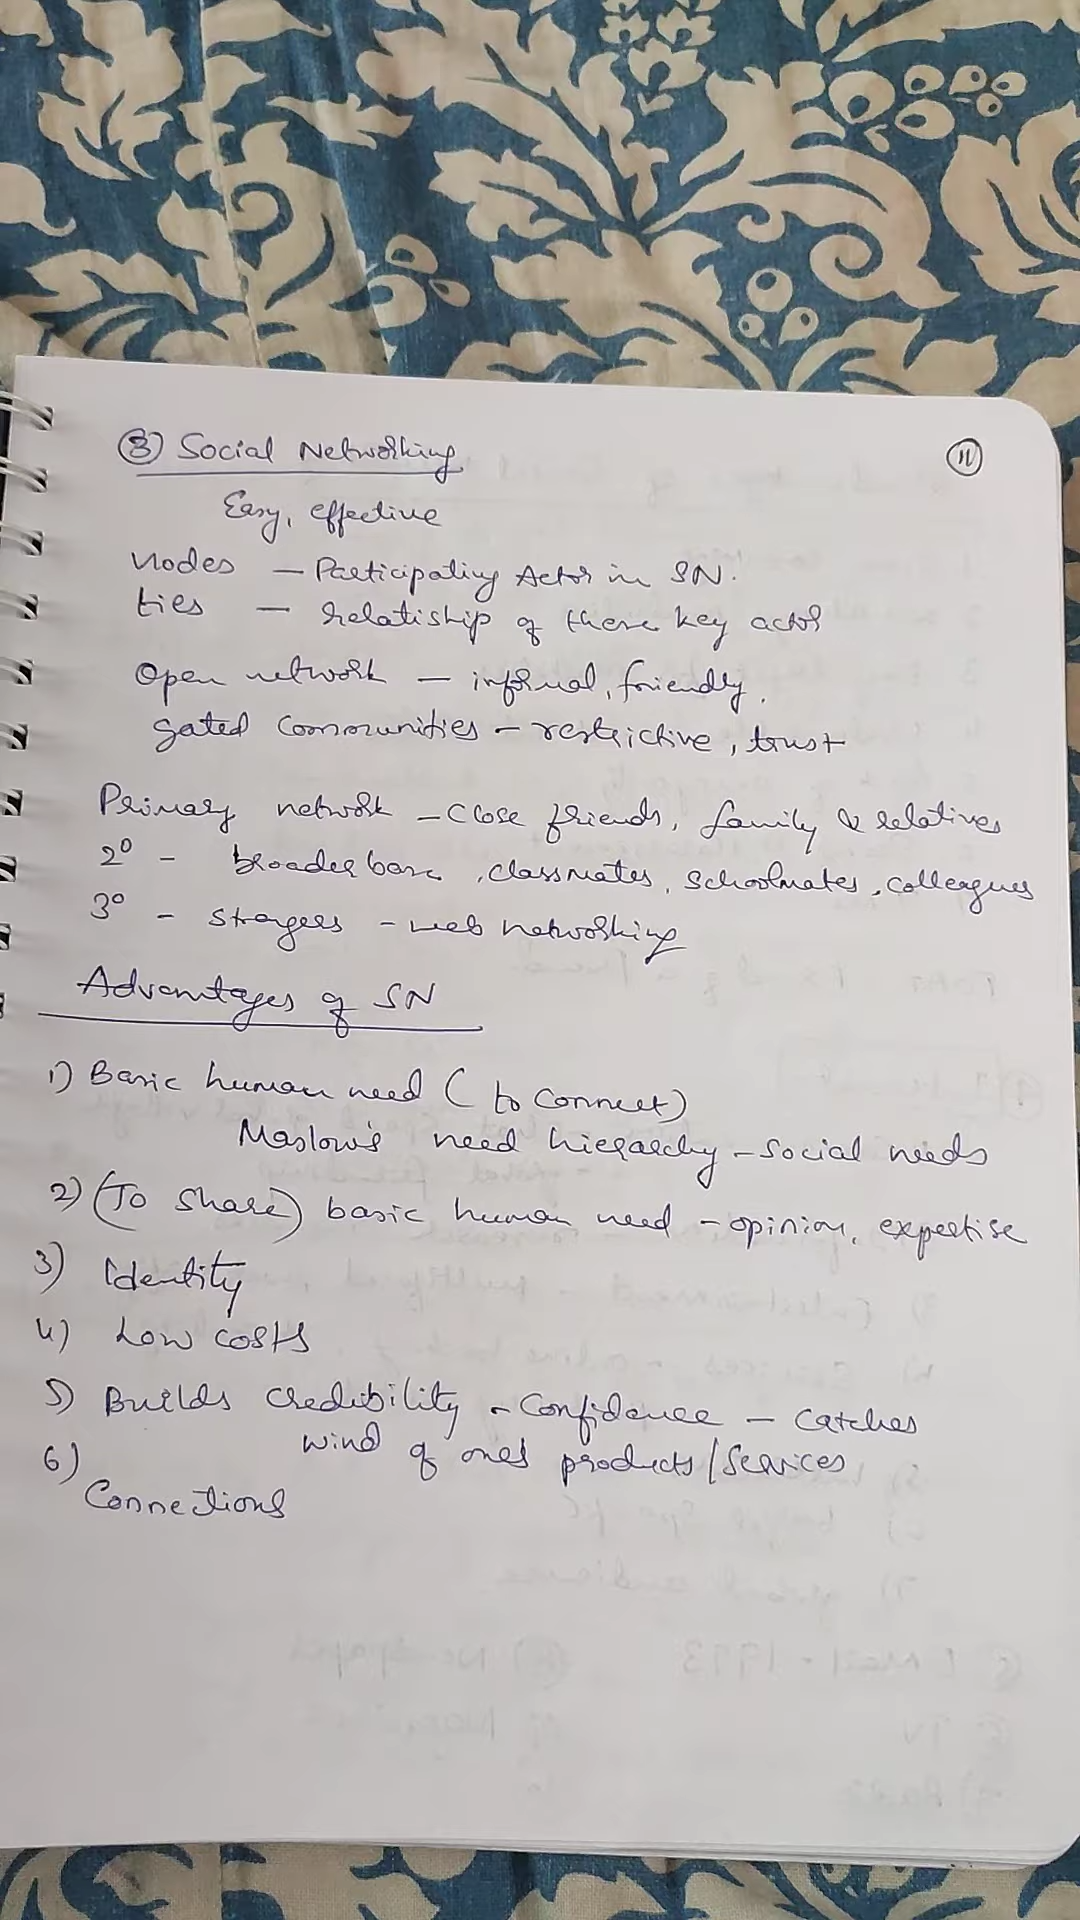 ③ Social Networking
11
Easy, effective
nodes — Participating Actor in SN.
ties — relatiship of these key actor
Open network — informal, friendly.
gated Communities - restrictive, trust
Primary network - Close friends, family & relatives
2° - broader base, classmates, schoolmates, colleagues
3° - strangers - web networking
Advantages of SN
1) Basic human need (to connect)
Maslow's need hierarchy - Social needs
2) (To share) basic human need - opinion, expertise
3) Identity
4) Low costs
5) Builds credibility - Confidence - Catches
wind of ones products/Services
6)
Connections